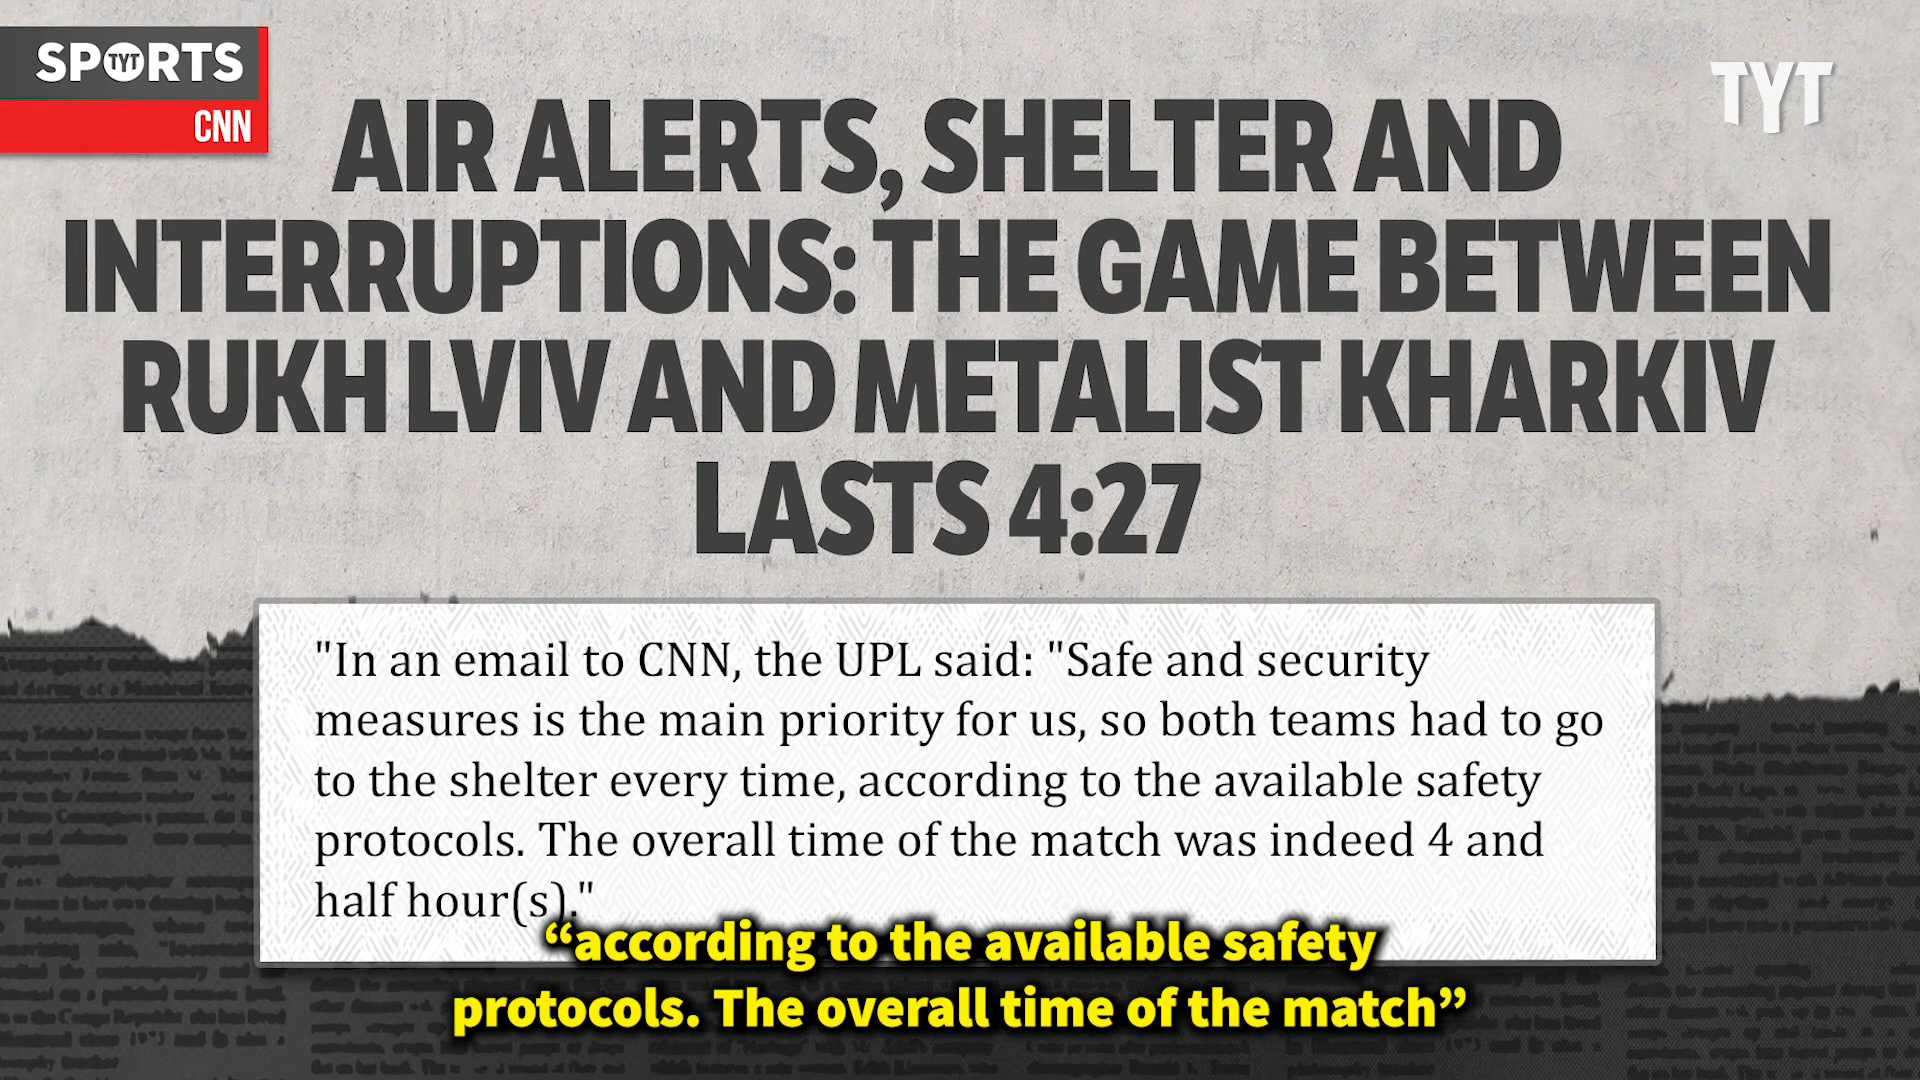 SPORTS
TYT
CNN
TYT
AIR ALERTS, SHELTER AND
INTERRUPTIONS: THE GAME BETWEEN
RUKH LVIV AND METALIST KHARKIV
LASTS 4:27
"In an email to CNN, the UPL said: "Safe and security
measures is the main priority for us, so both teams had to go
to the shelter every time, according to the available safety
protocols. The overall time of the match was indeed 4 and
half hour(s)."
“according to the available safety
protocols. The overall time of the match”